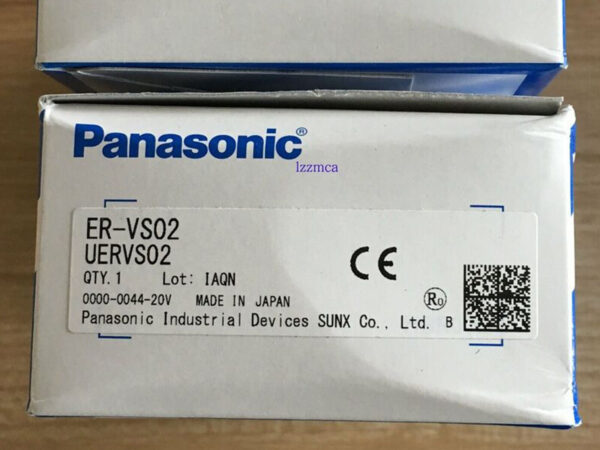 Panasonic®
lzzmca
ER-VS02
UERVS02
QTY. 1 Lot: IAQN
0000-0044-20V MADE IN JAPAN
Panasonic Industrial Devices SUNX Co., Ltd. B
CE
Ro